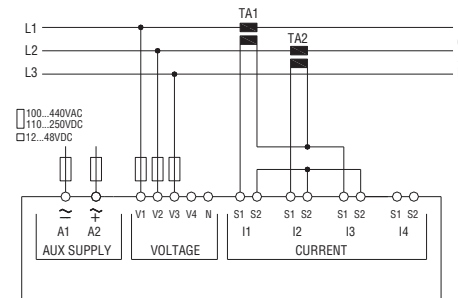 TA1
L1
TA2
L2
L3
100...440VAC
110...250VDC
12...48VDC
V1 V2 V3 V4 N S1 S2 S1 S2 S1 S2 S1 S2
A1 A2 I1 I2 I3 I4
AUX SUPPLY VOLTAGE CURRENT